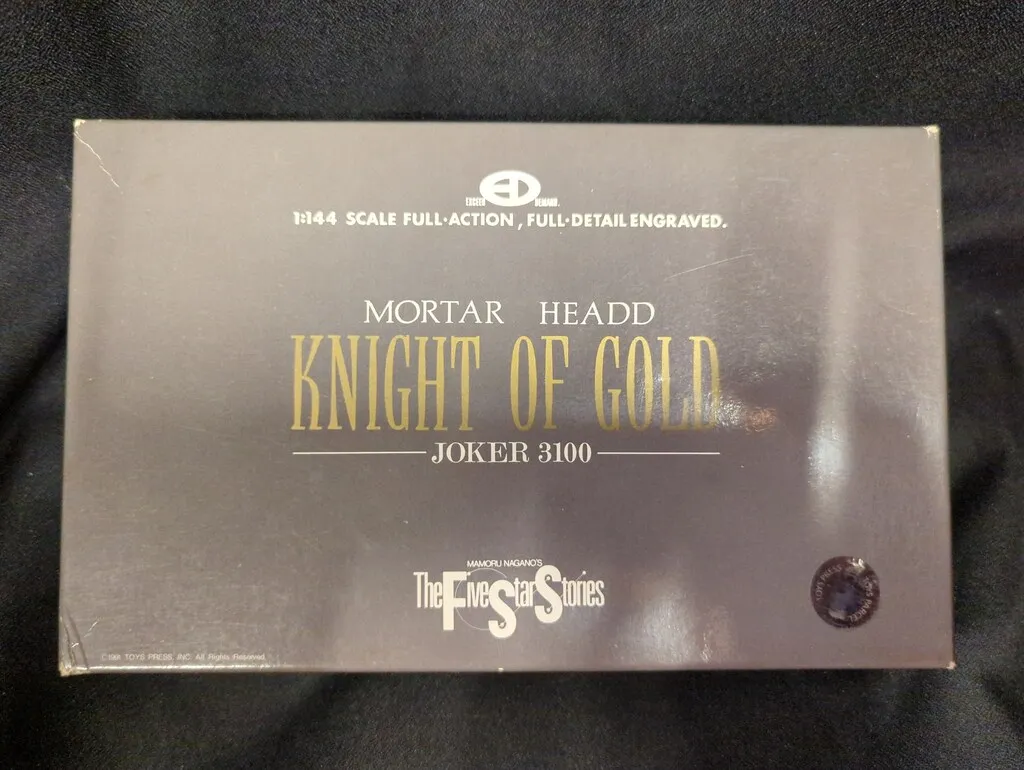 ED
EXCEED DEMAND.
1:144 SCALE FULL·ACTION, FULL·DETAIL ENGRAVED.
MORTAR HEADD
KNIGHT OF GOLD
JOKER 3100
MAMORU NAGANO'S
The Five Star Stories
TOYS PRESS, INC. All Rights Reserved.